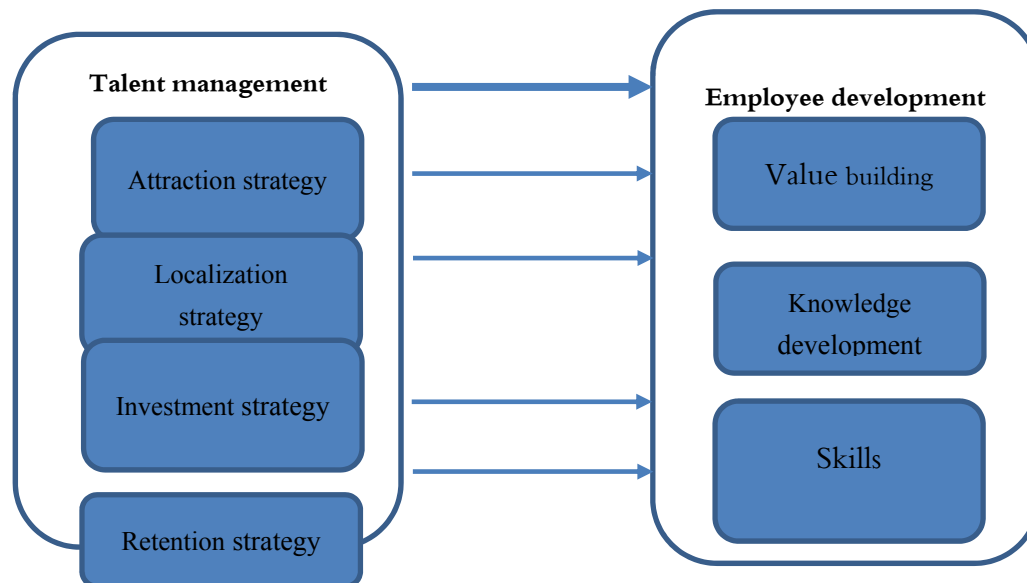 Talent management
Attraction strategy
Localization
strategy
Investment strategy
Retention strategy
Employee development
Value building
Knowledge
development
Skills